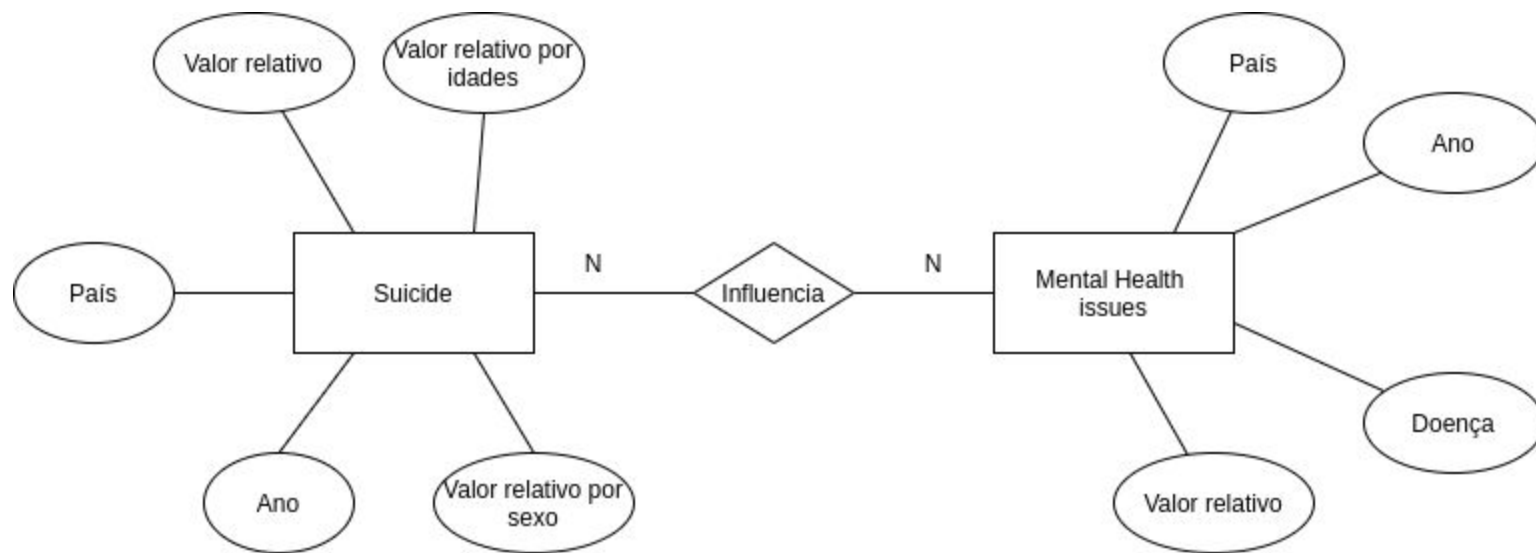 Valor relativo
Valor relativo por
idades
País
Ano
País
Suicide
N
Influencia
N
Mental Health
issues
Doença
Ano
Valor relativo por
sexo
Valor relativo